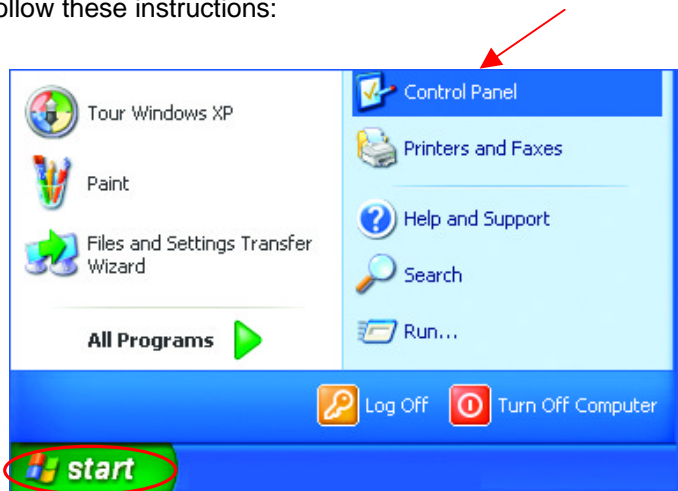 ollow these instructions:
Tour Windows XP
Paint
Files and Settings Transfer
Wizard
All Programs
Control Panel
Printers and Faxes
Help and Support
Search
Run...
Log Off
Turn Off Computer
start